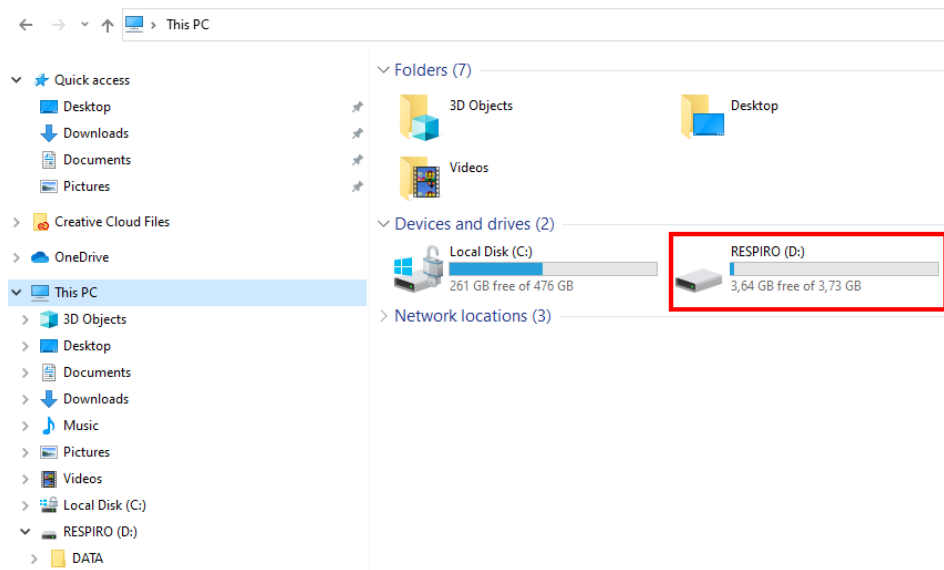 This PC
Quick access
Desktop
Downloads
Documents
Pictures
Creative Cloud Files
OneDrive
This PC
3D Objects
Desktop
Documents
Downloads
Music
Pictures
Videos
Local Disk (C:)
RESPIRO (D:)
DATA
Folders (7)
3D Objects
Desktop
Videos
Devices and drives (2)
Local Disk (C:)
261 GB free of 476 GB
RESPIRO (D:)
3,64 GB free of 3,73 GB
Network locations (3)